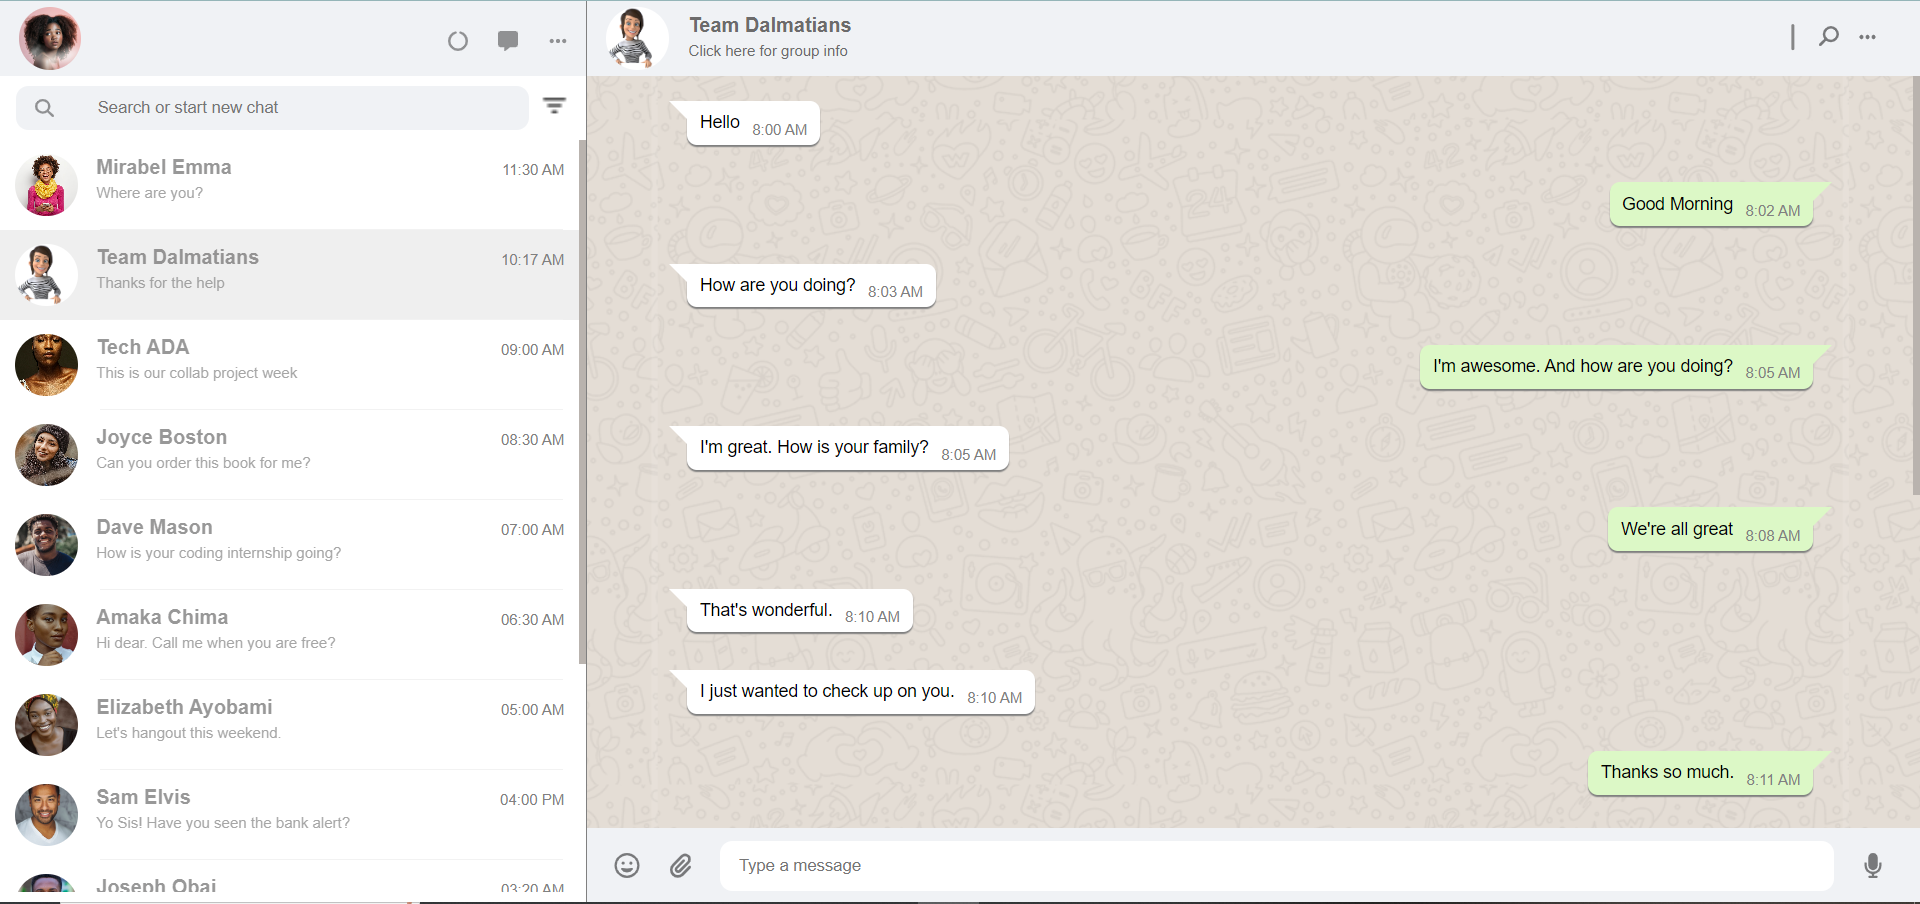 Search or start new chat
Mirabel Emma
11:30 AM
Where are you?
Team Dalmatians
10:17 AM
Thanks for the help
Tech ADA
09:00 AM
This is our collab project week
Joyce Boston
08:30 AM
Can you order this book for me?
Dave Mason
07:00 AM
How is your coding internship going?
Amaka Chima
06:30 AM
Hi dear. Call me when you are free?
Elizabeth Ayobami
05:00 AM
Let's hangout this weekend.
Sam Elvis
04:00 PM
Yo Sis! Have you seen the bank alert?
Joseph Obai
03:20 AM
Team Dalmatians
Click here for group info
Hello 8:00 AM
Good Morning 8:02 AM
How are you doing? 8:03 AM
I'm awesome. And how are you doing? 8:05 AM
I'm great. How is your family? 8:05 AM
We're all great 8:08 AM
That's wonderful. 8:10 AM
I just wanted to check up on you. 8:10 AM
Thanks so much. 8:11 AM
Type a message